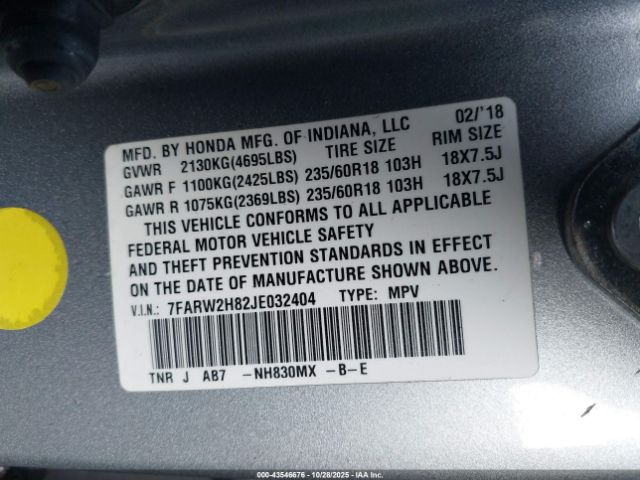 MFD. BY HONDA MFG. OF INDIANA, LLC 02/'18
GVWR 2130KG(4695LBS) TIRE SIZE RIM SIZE
GAWR F 1100KG(2425LBS) 235/60R18 103H 18X7.5J
GAWR R 1075KG(2369LBS) 235/60R18 103H 18X7.5J
THIS VEHICLE CONFORMS TO ALL APPLICABLE
FEDERAL MOTOR VEHICLE SAFETY
AND THEFT PREVENTION STANDARDS IN EFFECT
ON THE DATE OF MANUFACTURE SHOWN ABOVE.
V.I.N.: 7FARW2H82JE032404 TYPE: MPV
TNR J AB7 -NH830MX -B-E
000-43546676 | 10/28/2025 | Copyright © IAA, Inc.